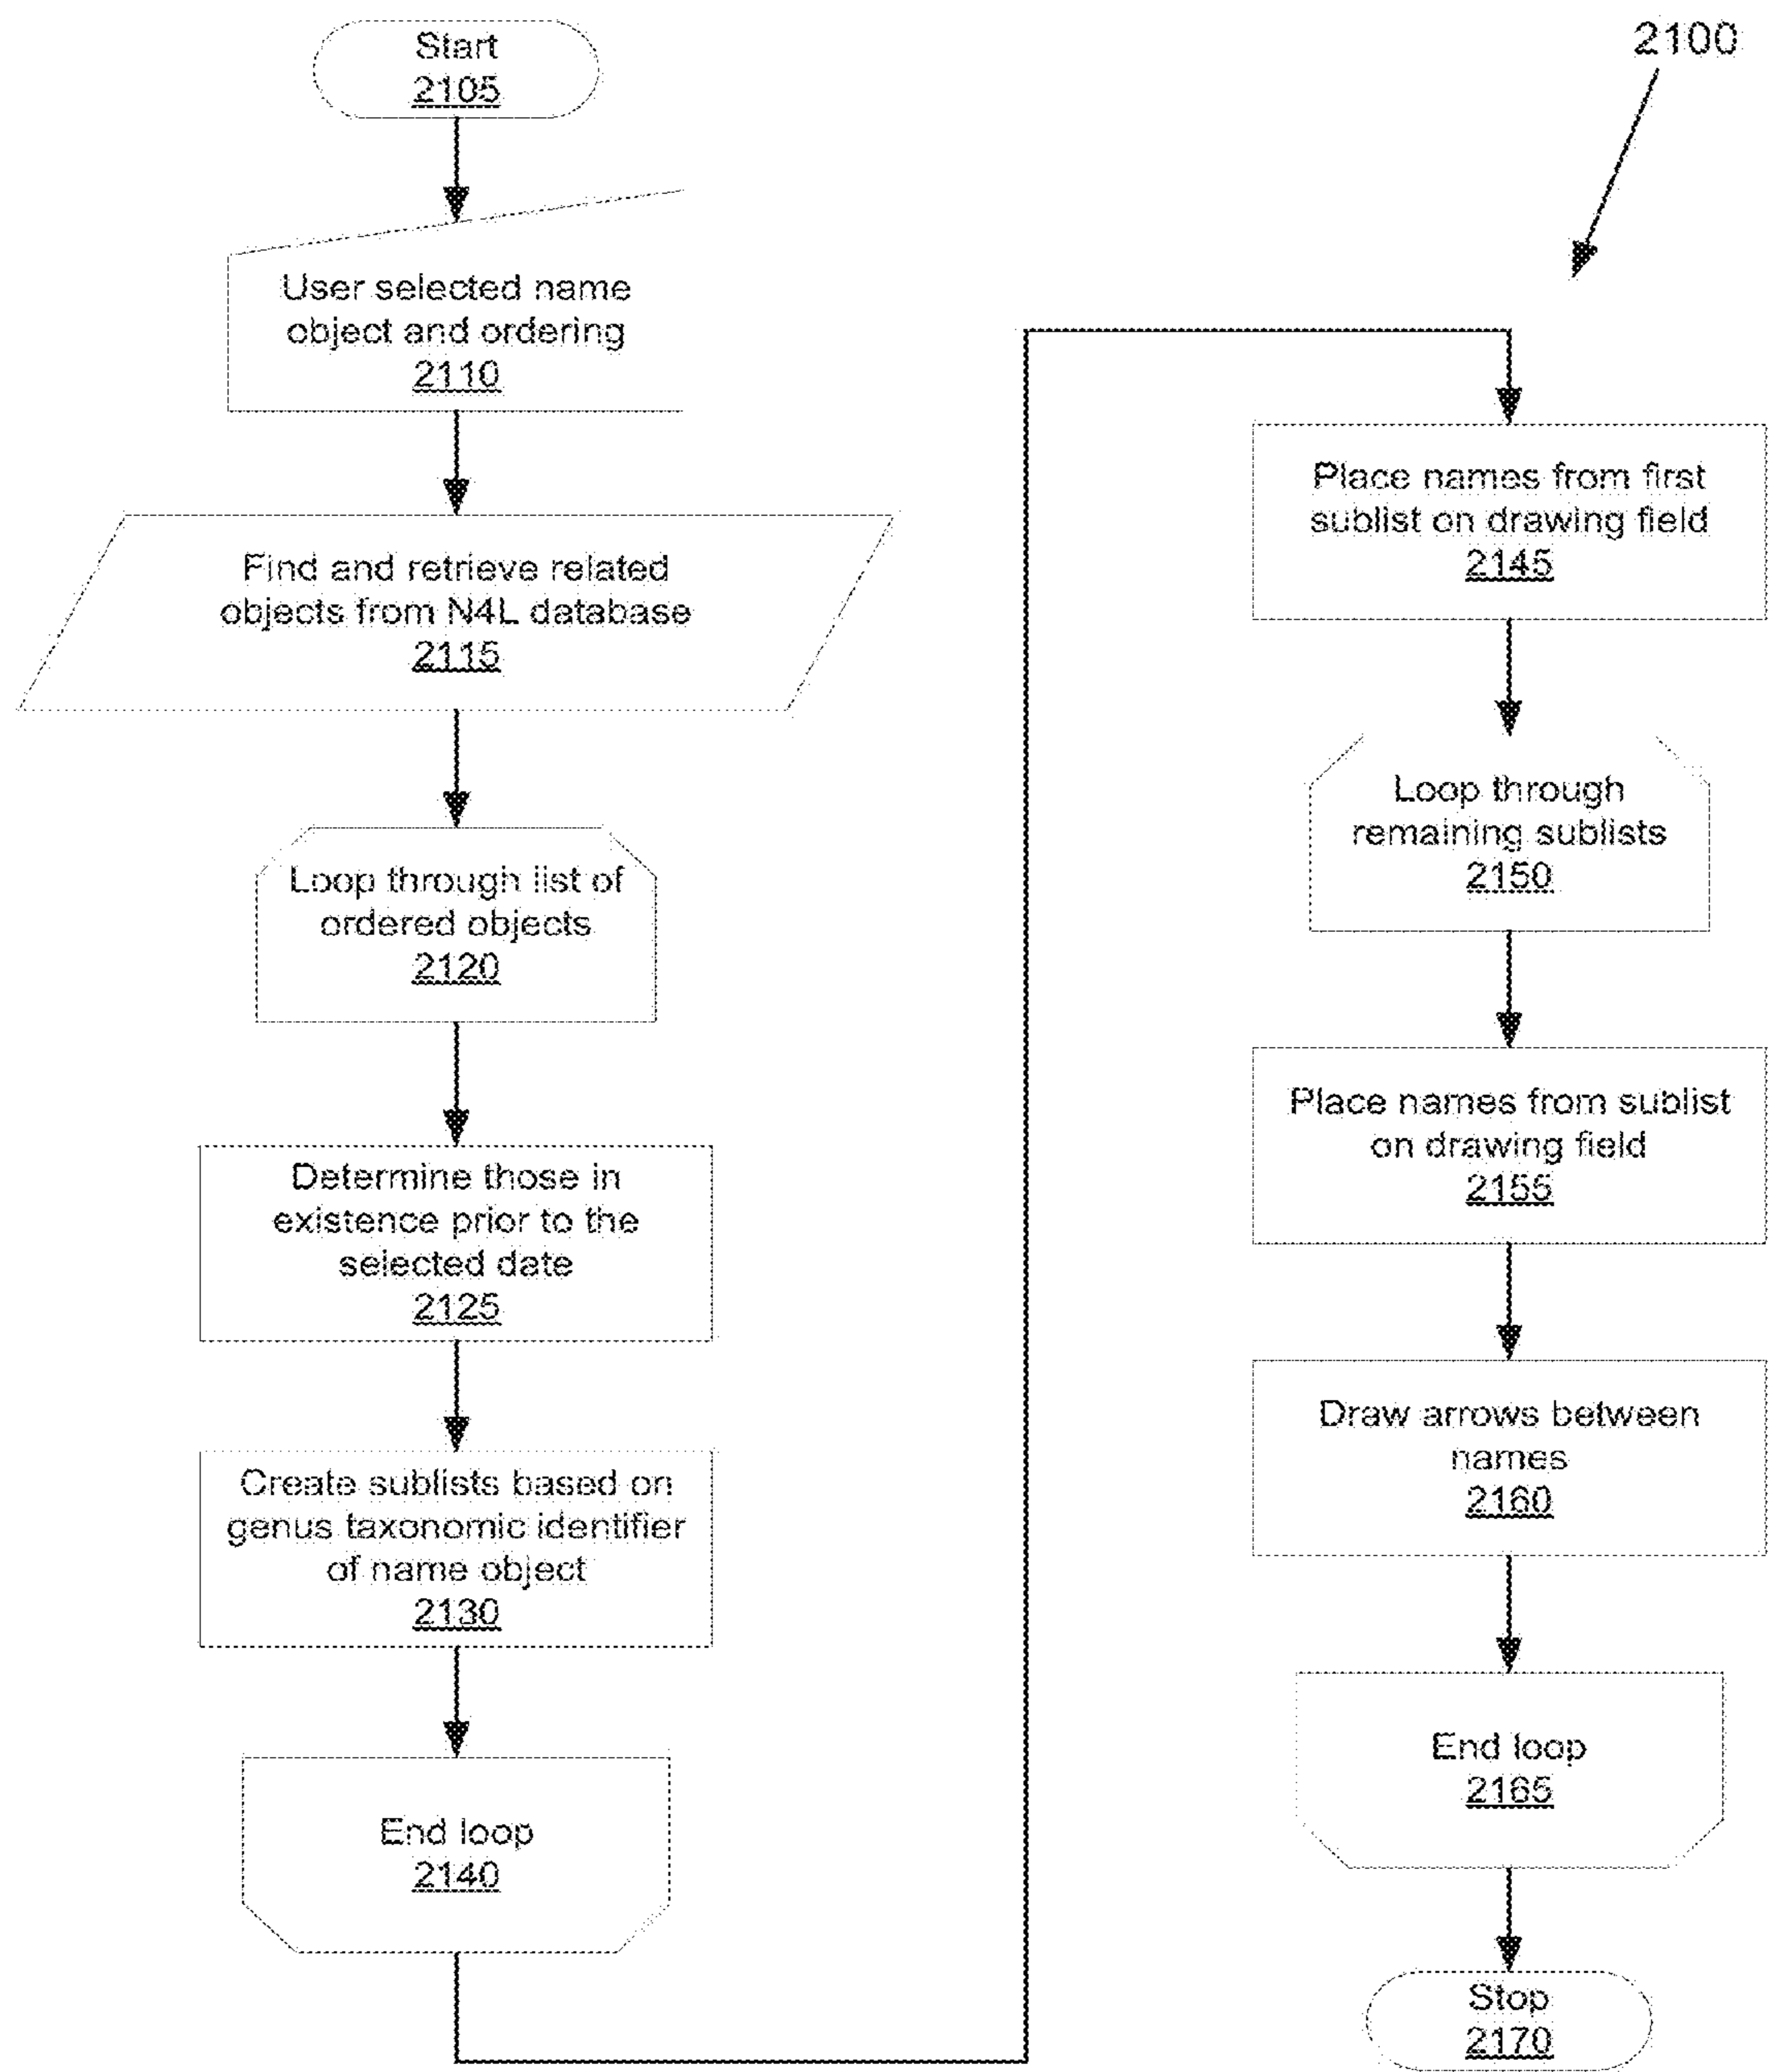 Start
2105
User selected name
object and ordering
2110
Find and retrieve related
objects from N4L database
2115
Loop through list of
ordered objects
2120
Determine those in
existence prior to the
selected date
2125
Create sublists based on
genus taxonomic identifier
of name object
2130
End loop
2140
2100
Place names from first
sublist on drawing field
2145
Loop through
remaining sublists
2150
Place names from sublist
on drawing field
2155
Draw arrows between
names
2160
End loop
2165
Stop
2170